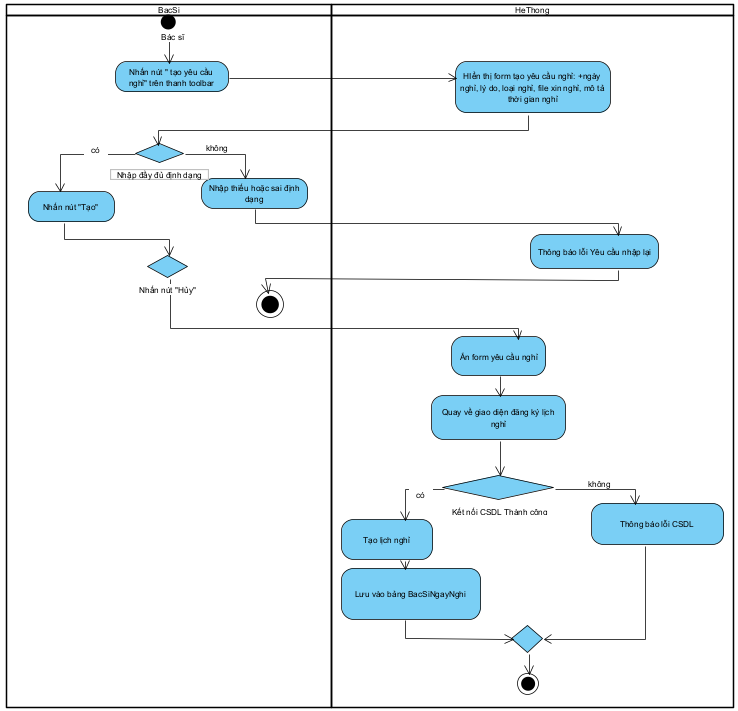 BacSi
HeThong
Bác sĩ
Nhấn nút " tạo yêu cầu
nghỉ" trên thanh toolbar
HIển thị form tạo yêu cầu nghỉ: +ngày
nghỉ, lý do, loại nghỉ, file xin nghỉ, mô tả
thời gian nghỉ
có
không
Nhập đầy đủ định dạng
Nhấn nút "Tạo"
Nhập thiếu hoặc sai định
dạng
Thông báo lỗi Yêu cầu nhập lại
Nhấn nút "Hủy"
Ẩn form yêu cầu nghỉ
Quay về giao diện đăng ký lịch
nghỉ
có
không
Kết nối CSDL Thành công
Tạo lịch nghỉ
Thông báo lỗi CSDL
Lưu vào bảng BacSiNgayNghi